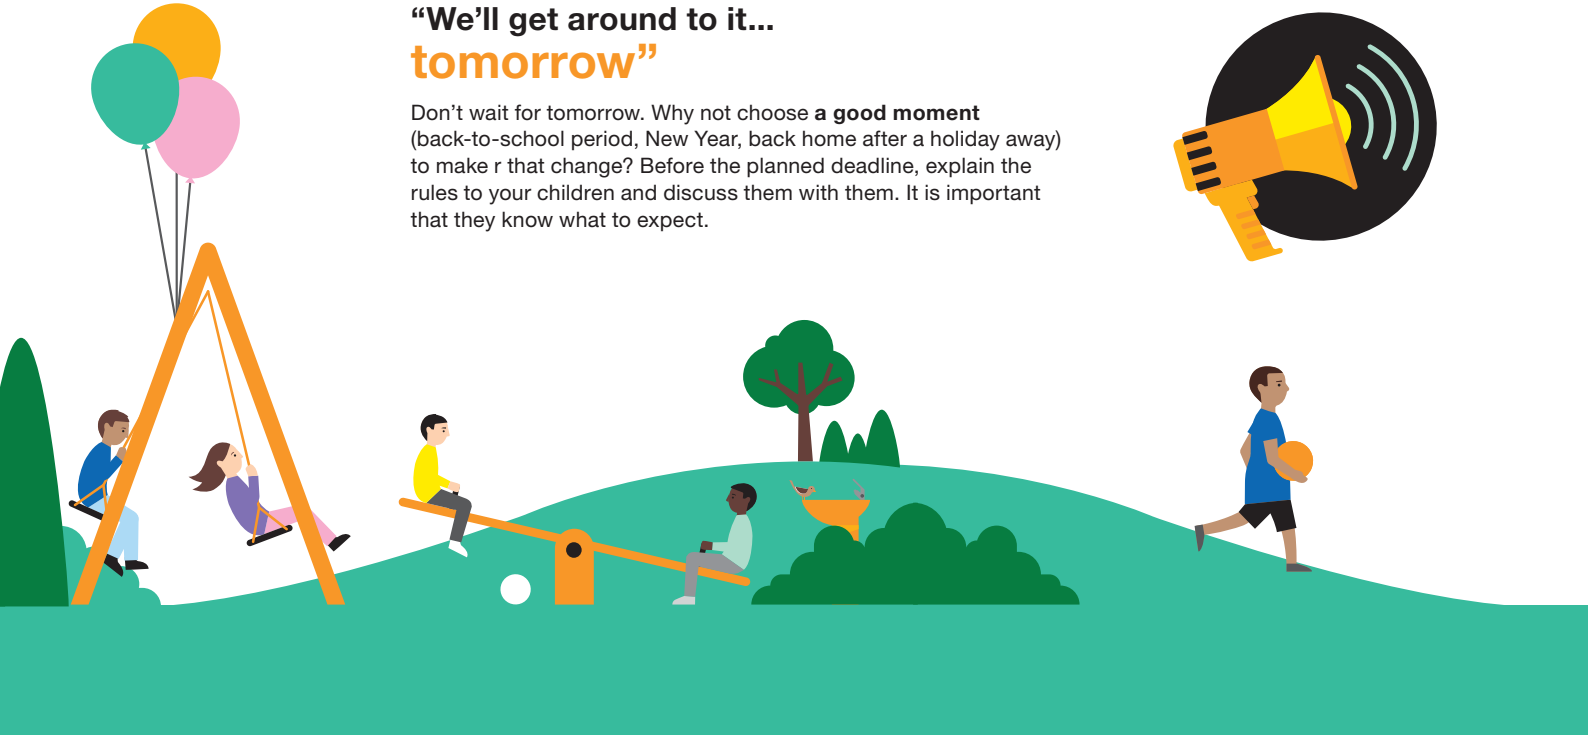 “We’ll get around to it...
tomorrow”
Don’t wait for tomorrow. Why not choose a good moment
(back-to-school period, New Year, back home after a holiday away)
to make r that change? Before the planned deadline, explain the
rules to your children and discuss them with them. It is important
that they know what to expect.